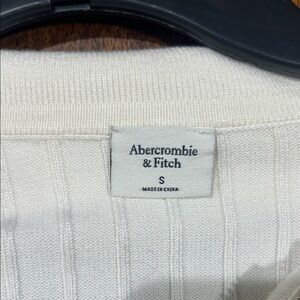 Abercrombie
& Fitch
S
MADE IN CHINA